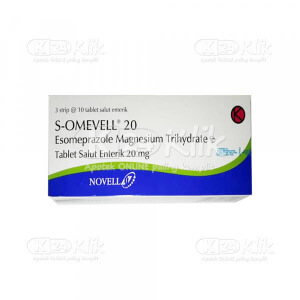 3 strip @ 10 tablet salut enterik
S-OMEVELL® 20
Esomeprazole Magnesium Trihydrate
Tablet Salut Enterik 20 mg
NOVELL
K